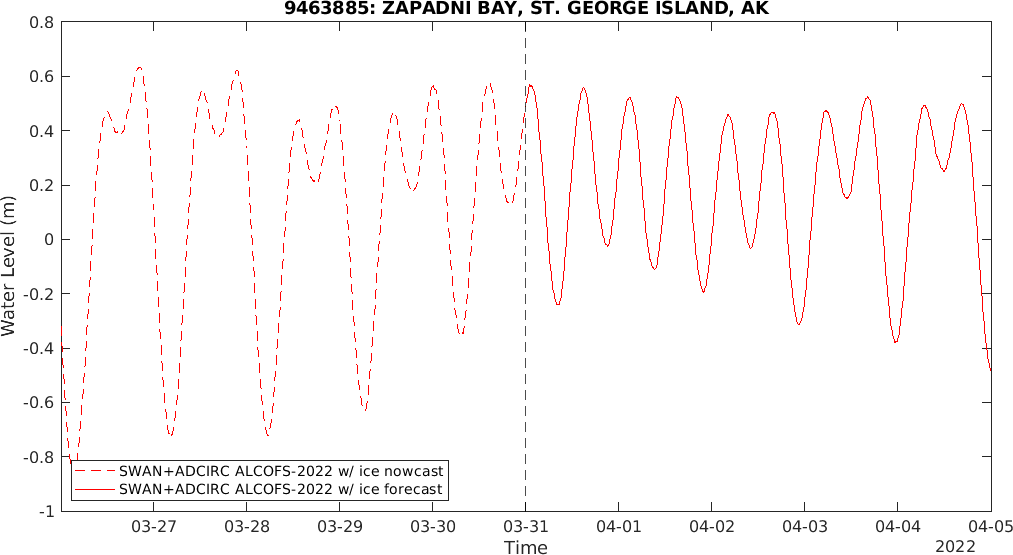 9463885: ZAPADNI BAY, ST. GEORGE ISLAND, AK
Water Level (m)
0.8
0.6
0.4
0.2
0
-0.2
-0.4
-0.6
-0.8
-1
SWAN+ADCIRC ALCOFS-2022 w/ ice nowcast
SWAN+ADCIRC ALCOFS-2022 w/ ice forecast
03-27 03-28 03-29 03-30 03-31 04-01 04-02 04-03 04-04 04-05
Time
2022